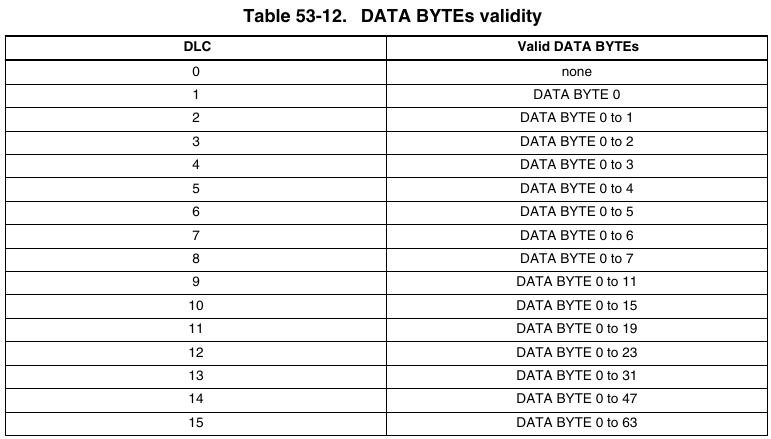 Table 53-12. DATA BYTEs validity
DLC Valid DATA BYTEs
0 none
1 DATA BYTE 0
2 DATA BYTE 0 to 1
3 DATA BYTE 0 to 2
4 DATA BYTE 0 to 3
5 DATA BYTE 0 to 4
6 DATA BYTE 0 to 5
7 DATA BYTE 0 to 6
8 DATA BYTE 0 to 7
9 DATA BYTE 0 to 11
10 DATA BYTE 0 to 15
11 DATA BYTE 0 to 19
12 DATA BYTE 0 to 23
13 DATA BYTE 0 to 31
14 DATA BYTE 0 to 47
15 DATA BYTE 0 to 63